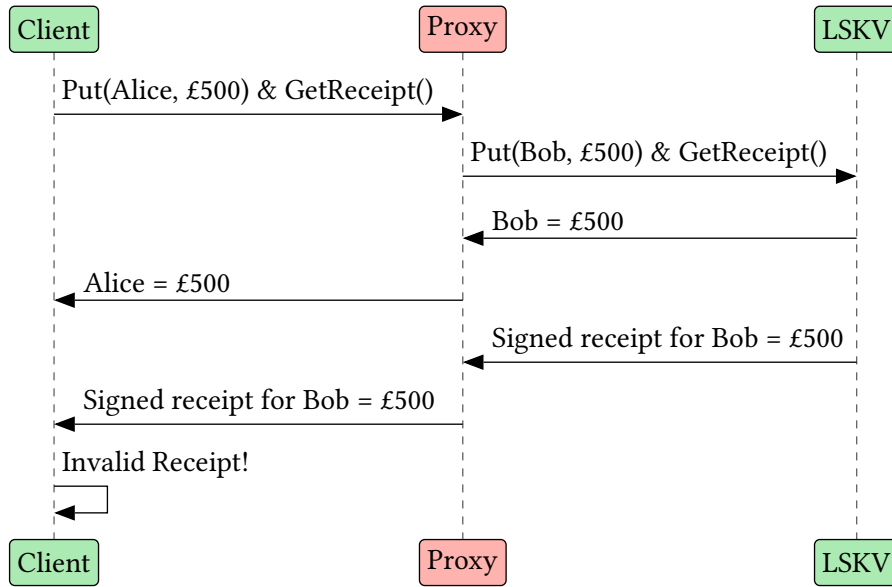 Client Proxy LSKV
Put(Alice, £500) & GetReceipt()
Put(Bob, £500) & GetReceipt()
Bob = £500
Alice = £500
Signed receipt for Bob = £500
Signed receipt for Bob = £500
Invalid Receipt!
Client Proxy LSKV